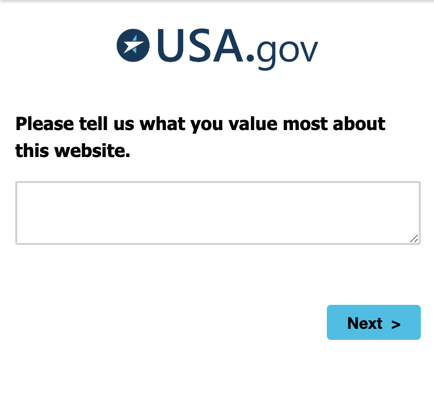 USA.gov
Please tell us what you value most about
this website.
Next >